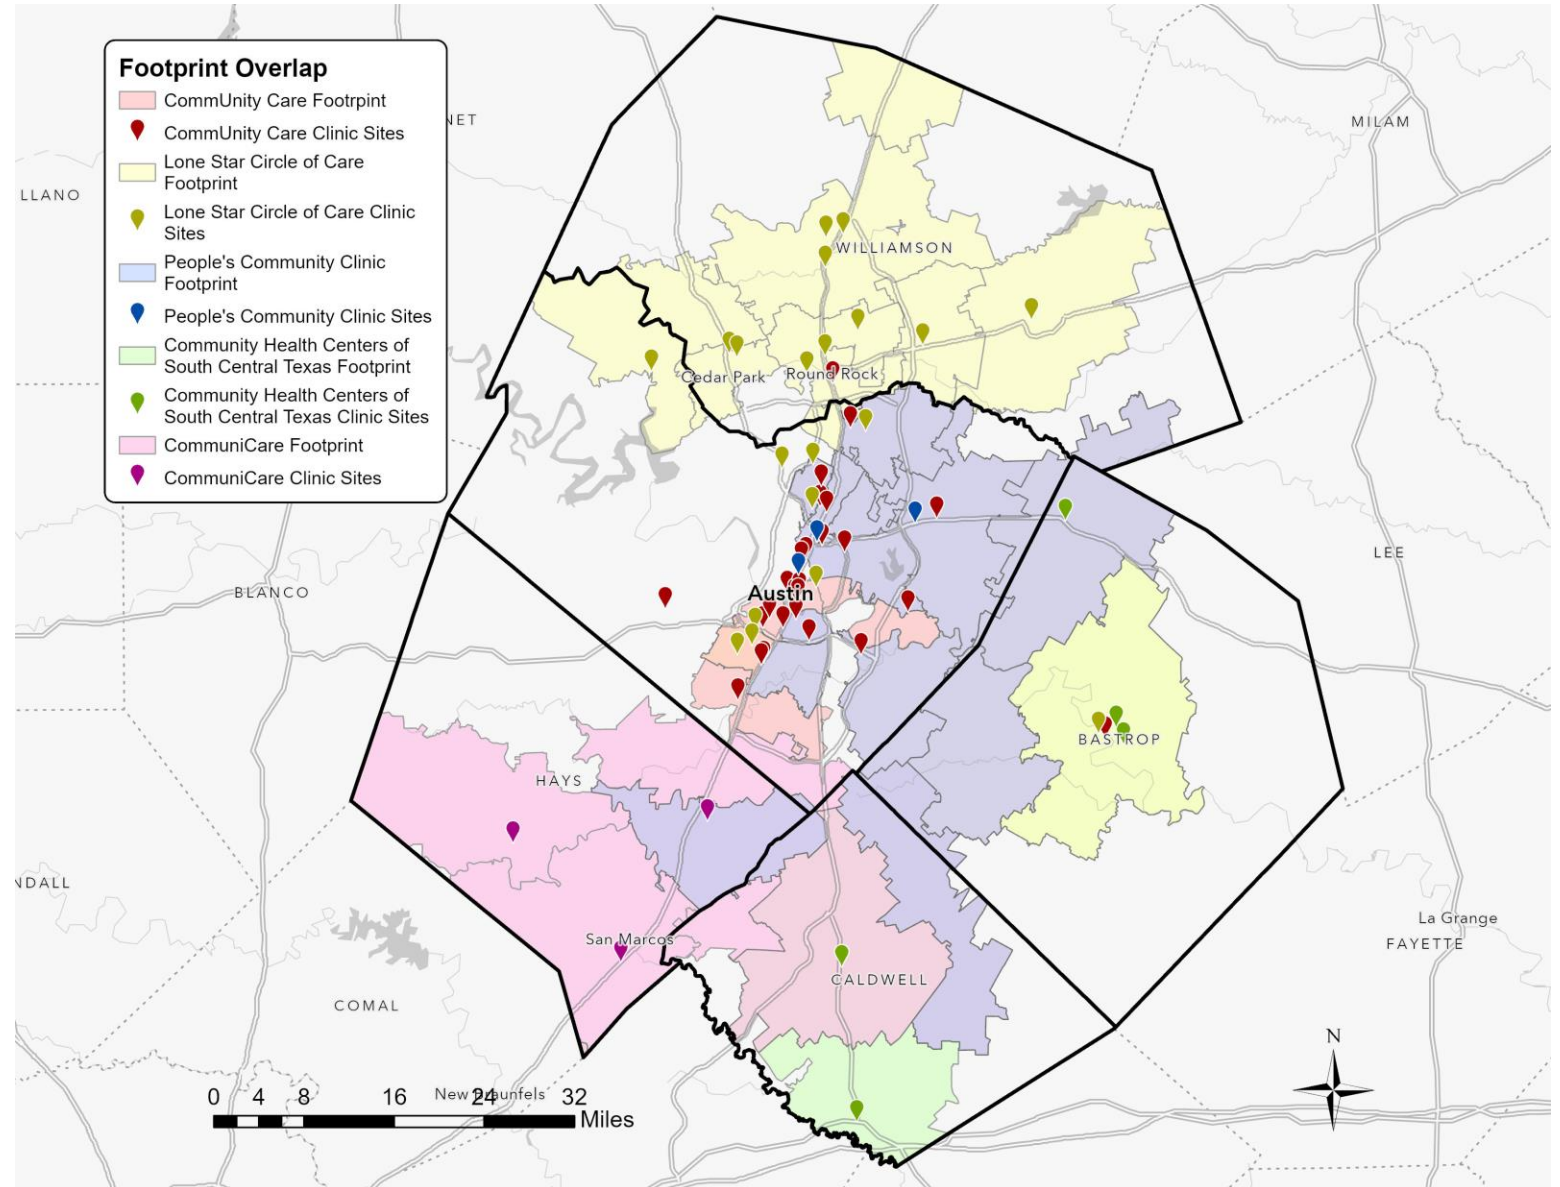 Footprint Overlap
CommUnity Care Footrpint
CommUnity Care Clinic Sites
Lone Star Circle of Care
Footprint
Lone Star Circle of Care Clinic
Sites
People's Community Clinic
Footprint
People's Community Clinic Sites
Community Health Centers of
South Central Texas Footprint
Community Health Centers of
South Central Texas Clinic Sites
CommuniCare Footprint
CommuniCare Clinic Sites
NET
MILAM
LLANO
WILLIAMSON
Cedar Park
Round Rock
LEE
BLANCO
Austin
BASTROP
HAYS
NDALL
La Grange
San Marcos
FAYETTE
CALDWELL
COMAL
N
New Braunfels
0 4 8 16 24 32
Miles